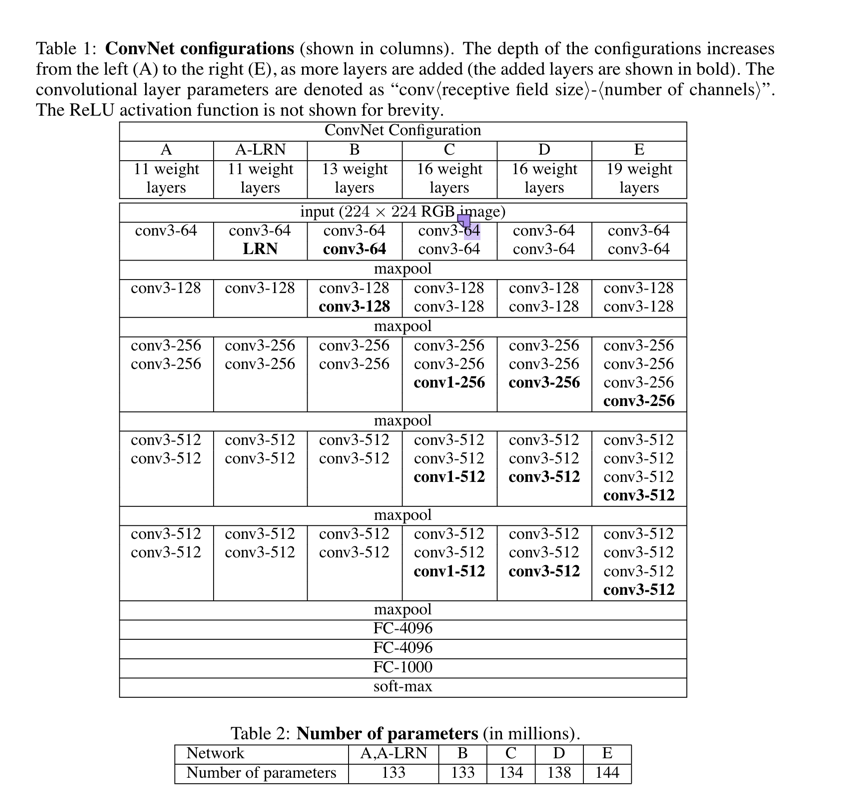 Table 1: ConvNet configurations (shown in columns). The depth of the configurations increases
from the left (A) to the right (E), as more layers are added (the added layers are shown in bold). The
convolutional layer parameters are denoted as “conv⟨receptive field size⟩-⟨number of channels⟩”.
The ReLU activation function is not shown for brevity.
ConvNet Configuration
A A-LRN B C D E
11 weight 11 weight 13 weight 16 weight 16 weight 19 weight
layers layers layers layers layers layers
input (224 × 224 RGB image)
conv3-64 conv3-64 conv3-64 conv3-64 conv3-64 conv3-64
LRN conv3-64 conv3-64 conv3-64 conv3-64
maxpool
conv3-128 conv3-128 conv3-128 conv3-128 conv3-128 conv3-128
conv3-128 conv3-128 conv3-128 conv3-128
maxpool
conv3-256 conv3-256 conv3-256 conv3-256 conv3-256 conv3-256
conv3-256 conv3-256 conv3-256 conv3-256 conv3-256 conv3-256
conv1-256 conv3-256 conv3-256
conv3-256
maxpool
conv3-512 conv3-512 conv3-512 conv3-512 conv3-512 conv3-512
conv3-512 conv3-512 conv3-512 conv3-512 conv3-512 conv3-512
conv1-512 conv3-512 conv3-512
conv3-512
maxpool
conv3-512 conv3-512 conv3-512 conv3-512 conv3-512 conv3-512
conv3-512 conv3-512 conv3-512 conv3-512 conv3-512 conv3-512
conv1-512 conv3-512 conv3-512
conv3-512
maxpool
FC-4096
FC-4096
FC-1000
soft-max
Table 2: Number of parameters (in millions).
Network A,A-LRN B C D E
Number of parameters 133 133 134 138 144